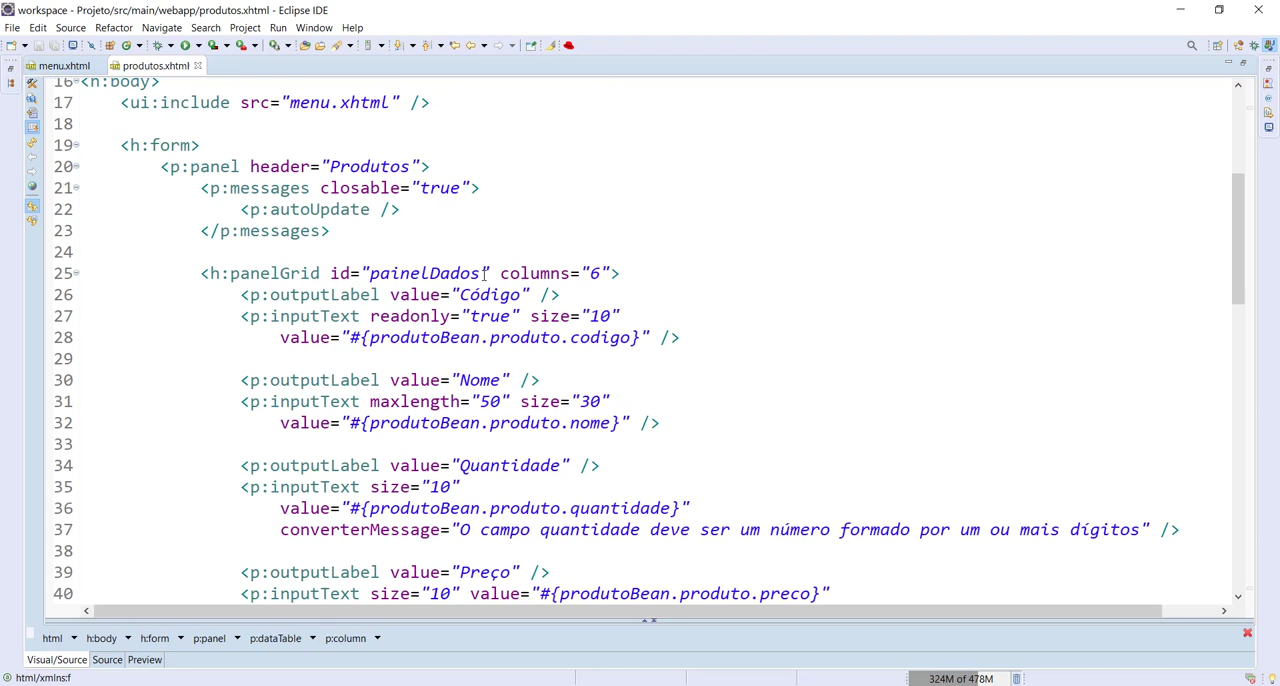 workspace - Projeto/src/main/webapp/produtos.xhtml - Eclipse IDE
File Edit Source Refactor Navigate Search Project Run Window Help
menu.xhtml produtos.xhtml
16 <h:body>
17 <ui:include src="menu.xhtml" />
18
19 <h:form>
20 <p:panel header="Produtos">
21 <p:messages closable="true">
22 <p:autoUpdate />
23 </p:messages>
24
25 <h:panelGrid id="painelDados" columns="6">
26 <p:outputLabel value="Código" />
27 <p:inputText readonly="true" size="10"
28 value="#{produtoBean.produto.codigo}" />
29
30 <p:outputLabel value="Nome" />
31 <p:inputText maxlength="50" size="30"
32 value="#{produtoBean.produto.nome}" />
33
34 <p:outputLabel value="Quantidade" />
35 <p:inputText size="10"
36 value="#{produtoBean.produto.quantidade}"
37 converterMessage="O campo quantidade deve ser um número formado por um ou mais dígitos" />
38
39 <p:outputLabel value="Preço" />
40 <p:inputText size="10" value="#{produtoBean.produto.preco}"
html h:body h:form p:panel p:dataTable p:column
Visual/Source Source Preview
html/xmlns:f 324M of 478M